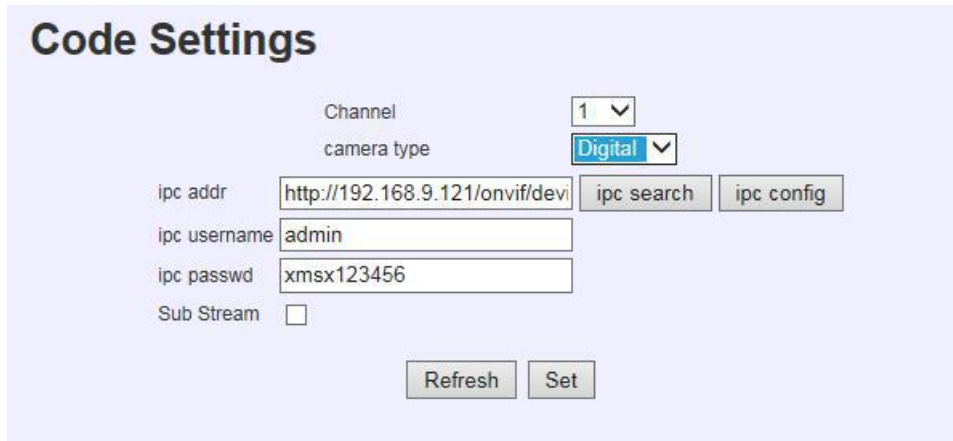 Code Settings
Channel 1
camera type Digital
ipc addr http://192.168.9.121/onvif/devi ipc search ipc config
ipc username admin
ipc passwd xmsx123456
Sub Stream
Refresh Set